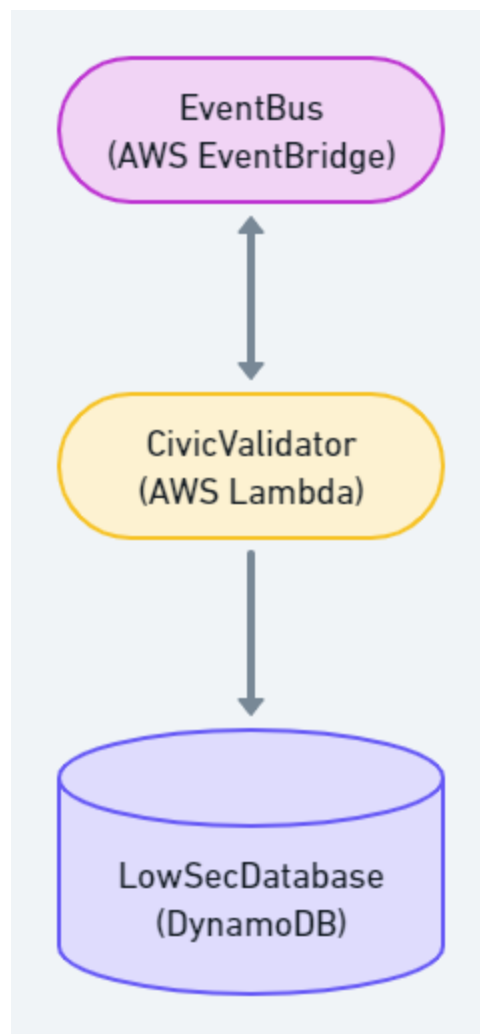 EventBus
(AWS EventBridge)
CivicValidator
(AWS Lambda)
LowSecDatabase
(DynamoDB)